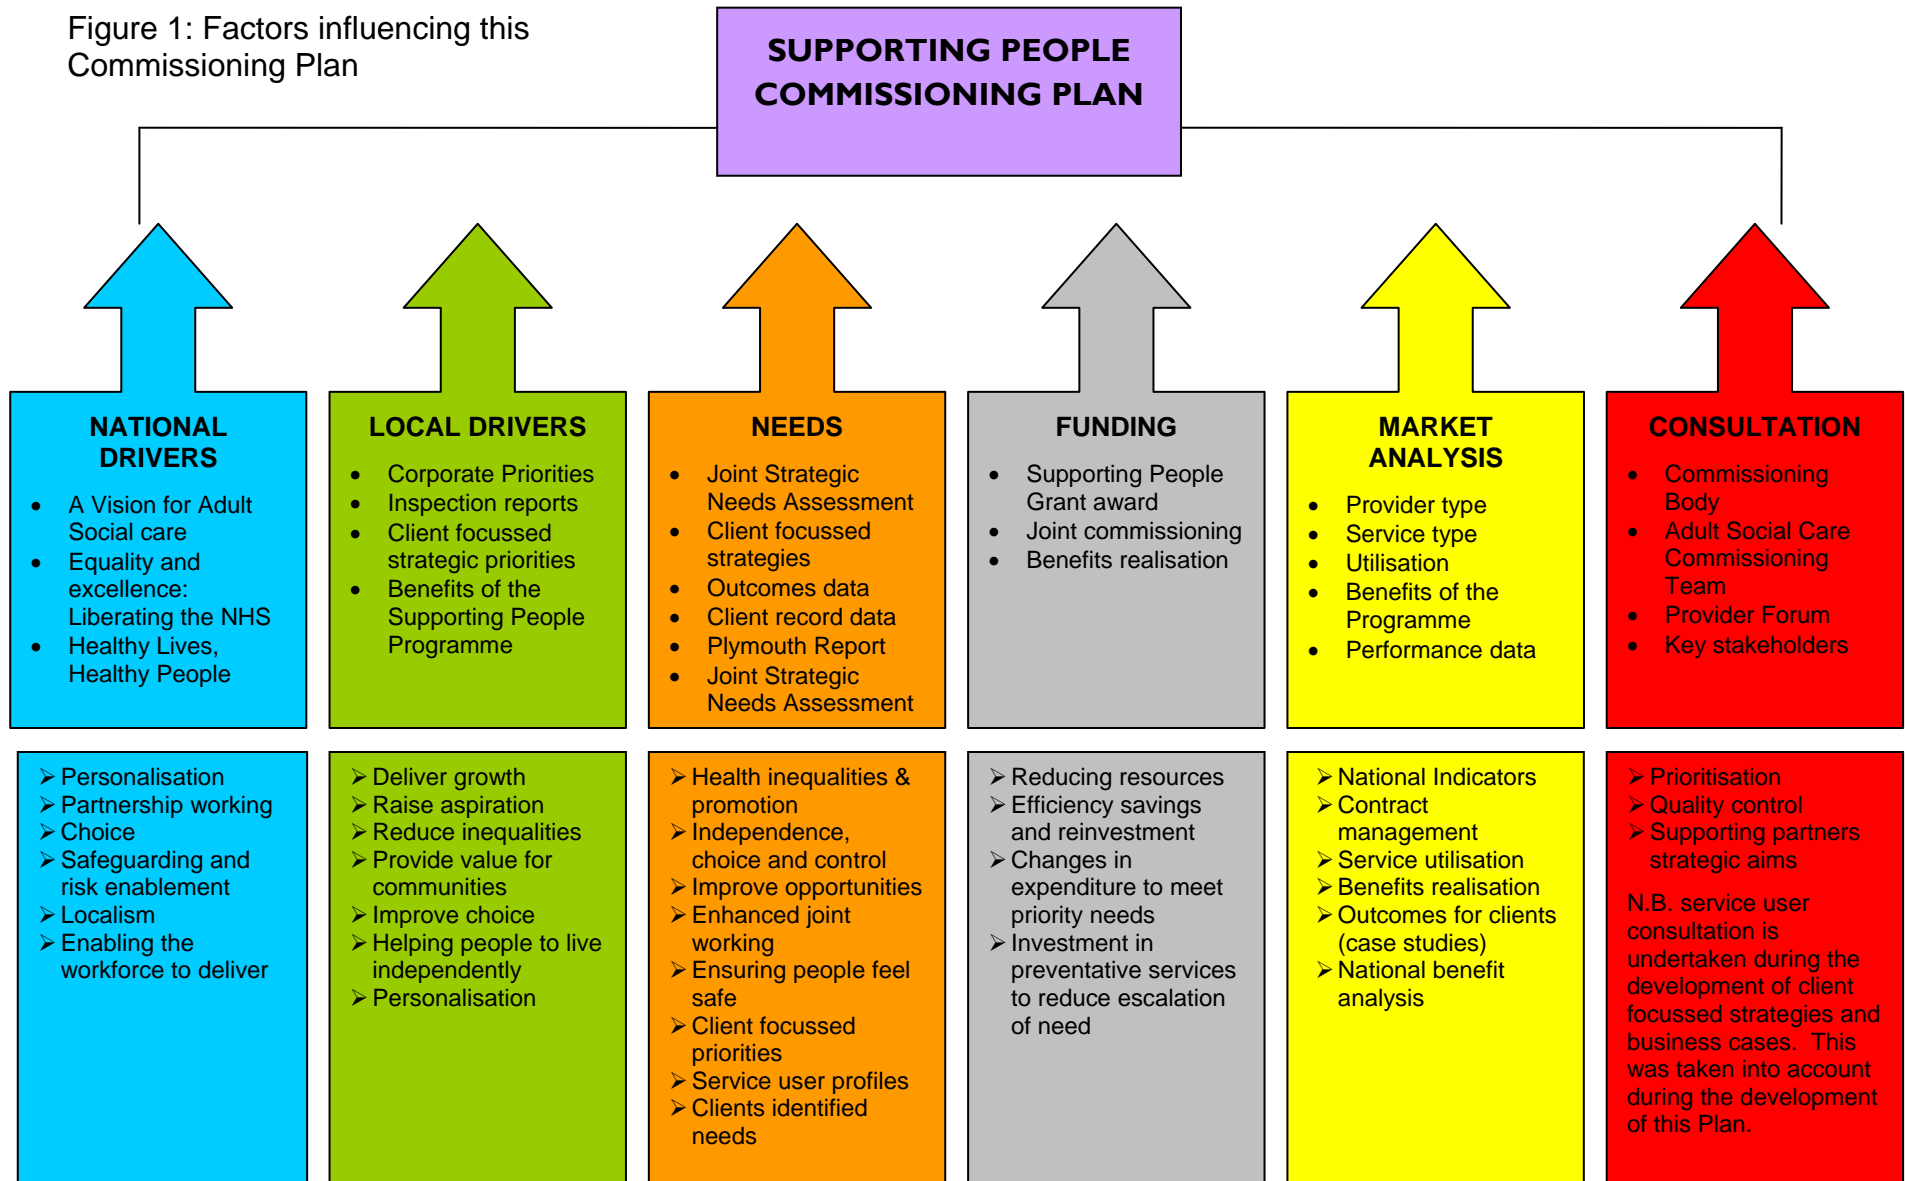 Figure 1: Factors influencing this
Commissioning Plan
SUPPORTING PEOPLE
COMMISSIONING PLAN
NATIONAL
DRIVERS
• A Vision for Adult
Social care
• Equality and
excellence:
Liberating the NHS
• Healthy Lives,
Healthy People
LOCAL DRIVERS
• Corporate Priorities
• Inspection reports
• Client focussed
strategic priorities
• Benefits of the
Supporting People
Programme
NEEDS
• Joint Strategic
Needs Assessment
• Client focussed
strategies
• Outcomes data
• Client record data
• Plymouth Report
• Joint Strategic
Needs Assessment
FUNDING
• Supporting People
Grant award
• Joint commissioning
• Benefits realisation
MARKET
ANALYSIS
• Provider type
• Service type
• Utilisation
• Benefits of the
Programme
• Performance data
CONSULTATION
• Commissioning
Body
• Adult Social Care
Commissioning
Team
• Provider Forum
• Key stakeholders
➢ Personalisation
➢ Partnership working
➢ Choice
➢ Safeguarding and
risk enablement
➢ Localism
➢ Enabling the
workforce to deliver
➢ Deliver growth
➢ Raise aspiration
➢ Reduce inequalities
➢ Provide value for
communities
➢ Improve choice
➢ Helping people to live
independently
➢ Personalisation
➢ Health inequalities &
promotion
➢ Independence,
choice and control
➢ Improve opportunities
➢ Enhanced joint
working
➢ Ensuring people feel
safe
➢ Client focussed
priorities
➢ Service user profiles
➢ Clients identified
needs
➢ Reducing resources
➢ Efficiency savings
and reinvestment
➢ Changes in
expenditure to meet
priority needs
➢ Investment in
preventative services
to reduce escalation
of need
➢ National Indicators
➢ Contract
management
➢ Service utilisation
➢ Benefits realisation
➢ Outcomes for clients
(case studies)
➢ National benefit
analysis
➢ Prioritisation
➢ Quality control
➢ Supporting partners
strategic aims
N.B. service user
consultation is
undertaken during the
development of client
focussed strategies and
business cases.  This
was taken into account
during the development
of this Plan.